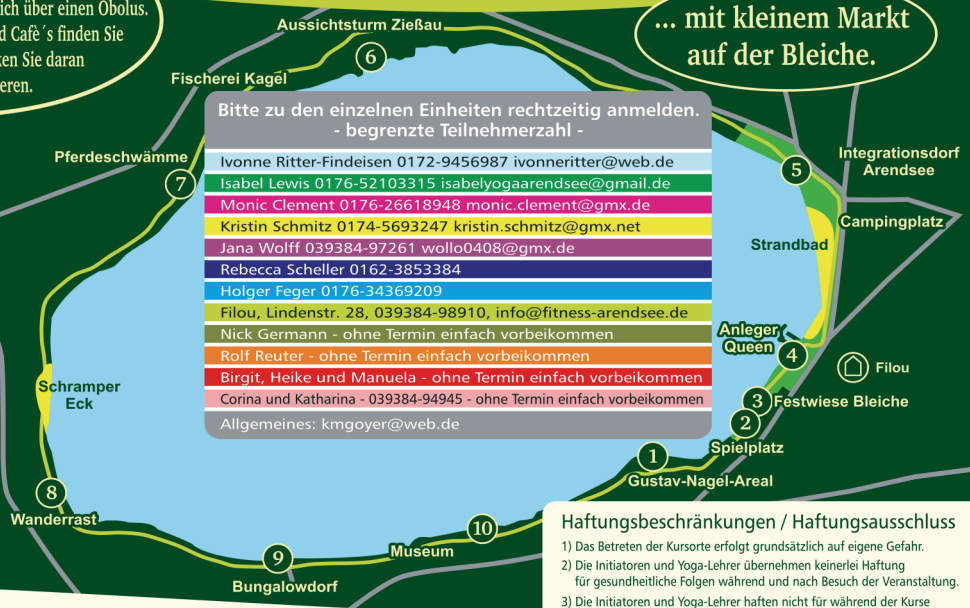 ich über einen Obolus.
d Cafè´s finden Sie
ken Sie daran
eren.
... mit kleinem Markt
auf der Bleiche.
Aussichtsturm Zießau
6
Fischerei Kagel
Pferdeschwämme
7
Bitte zu den einzelnen Einheiten rechtzeitig anmelden.
- begrenzte Teilnehmerzahl -
Ivonne Ritter-Findeisen 0172-9456987 ivonneritter@web.de
Isabel Lewis 0176-52103315 isabelyogaarendsee@gmail.de
Monic Clement 0176-26618948 monic.clement@gmx.de
Kristin Schmitz 0174-5693247 kristin.schmitz@gmx.net
Jana Wolff 039384-97261 wollo0408@gmx.de
Rebecca Scheller 0162-3853384
Holger Feger 0176-34369209
Filou, Lindenstr. 28, 039384-98910, info@fitness-arendsee.de
Nick Germann - ohne Termin einfach vorbeikommen
Rolf Reuter - ohne Termin einfach vorbeikommen
Birgit, Heike und Manuela - ohne Termin einfach vorbeikommen
Corina und Katharina - 039384-94945 - ohne Termin einfach vorbeikommen
Allgemeines: kmgoyer@web.de
5
Integrationsdorf
Arendsee
Campingplatz
Strandbad
Anleger
Queen
4
Filou
3
Festwiese Bleiche
2
Spielplatz
1
Gustav-Nagel-Areal
Schramper
Eck
8
Wanderrast
9
Bungalowdorf
10
Museum
Haftungsbeschränkungen / Haftungsausschluss
1) Das Betreten der Kursorte erfolgt grundsätzlich auf eigene Gefahr.
2) Die Initiatoren und Yoga-Lehrer übernehmen keinerlei Haftung
für gesundheitliche Folgen während und nach Besuch der Veranstaltung.
3) Die Initiatoren und Yoga-Lehrer haften nicht für während der Kurse